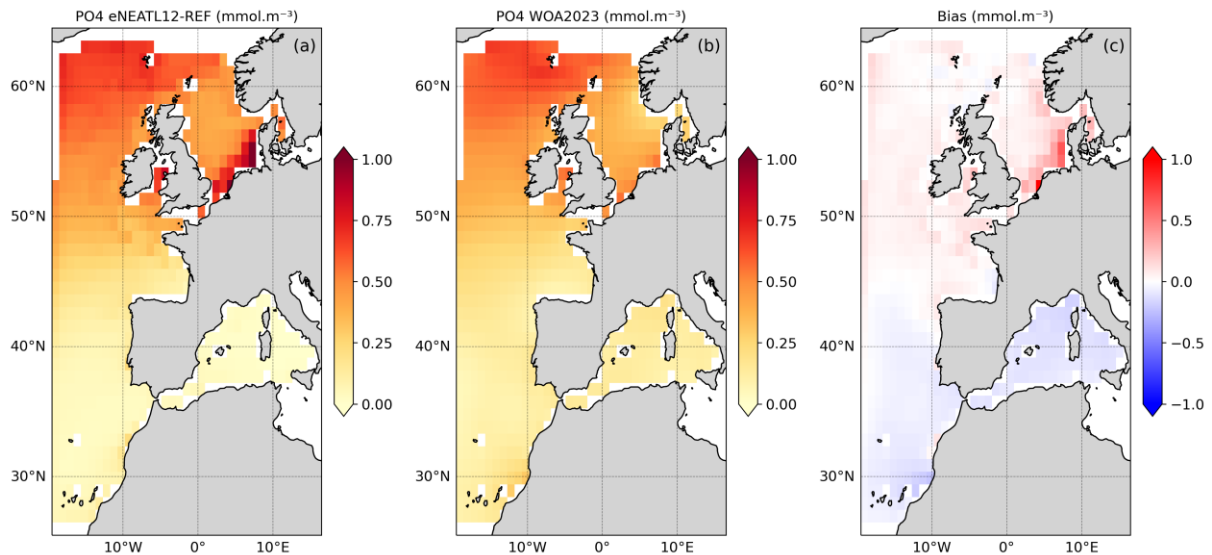 PO4 eNEATL12-REF (mmol.m⁻³)
PO4 WOA2023 (mmol.m⁻³)
Bias (mmol.m⁻³)
(a)
(b)
(c)
60°N
50°N
40°N
30°N
10°W
0°
10°E
1.00
0.75
0.50
0.25
0.00
60°N
50°N
40°N
30°N
10°W
0°
10°E
1.00
0.75
0.50
0.25
0.00
60°N
50°N
40°N
30°N
10°W
0°
10°E
1.0
0.5
0.0
−0.5
−1.0